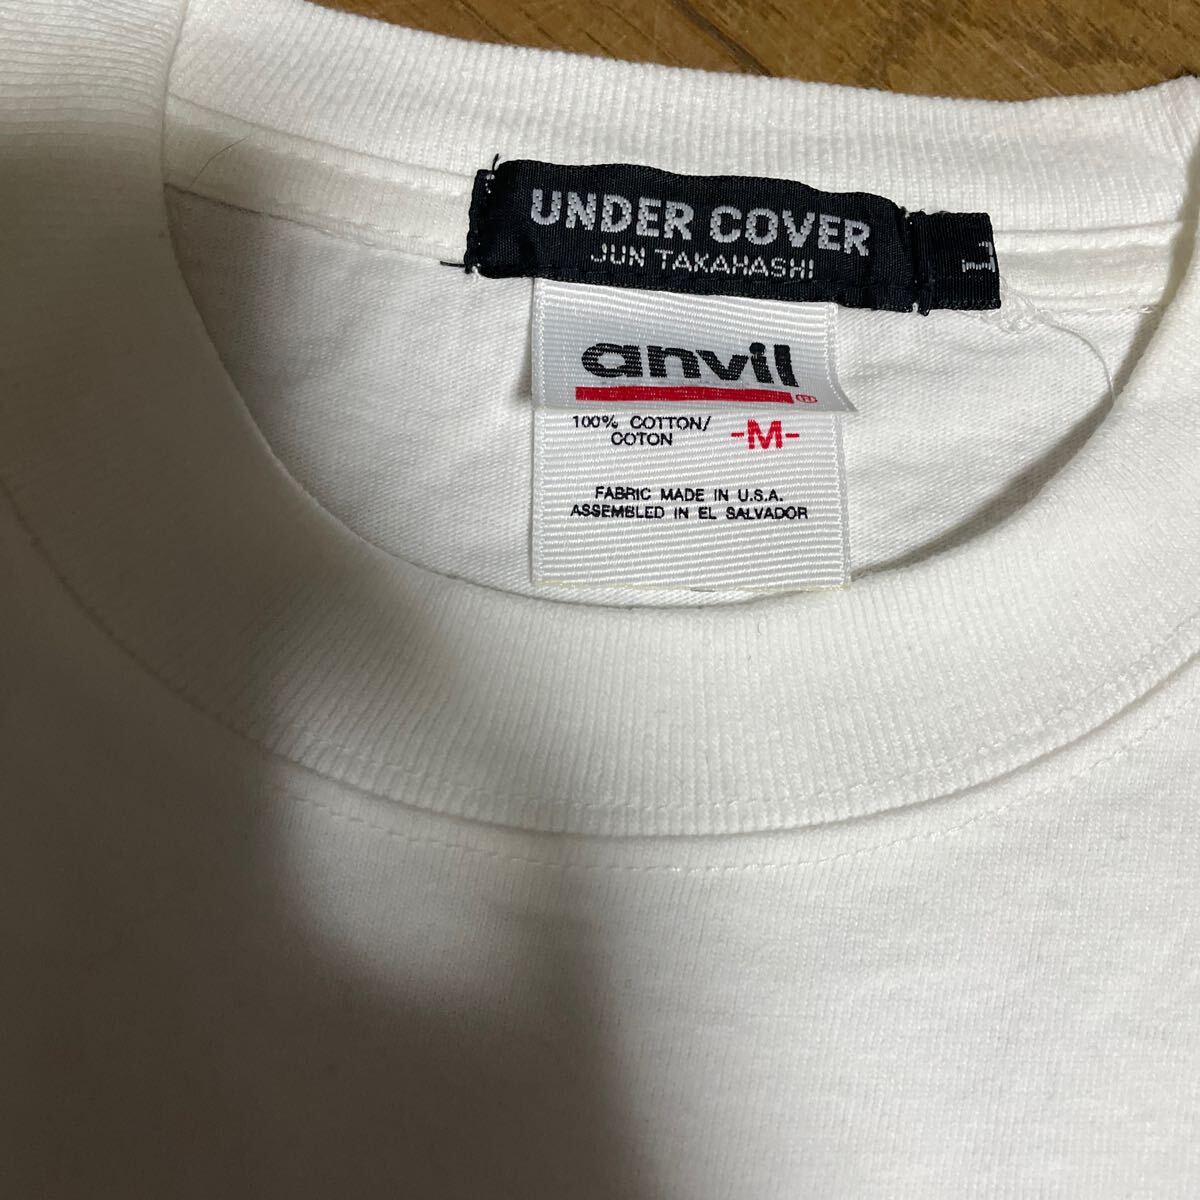 UNDER COVER
JUN TAKAHASHI
anvil®
100% COTTON/
COTON
-M-
FABRIC MADE IN U.S.A.
ASSEMBLED IN EL SALVADOR